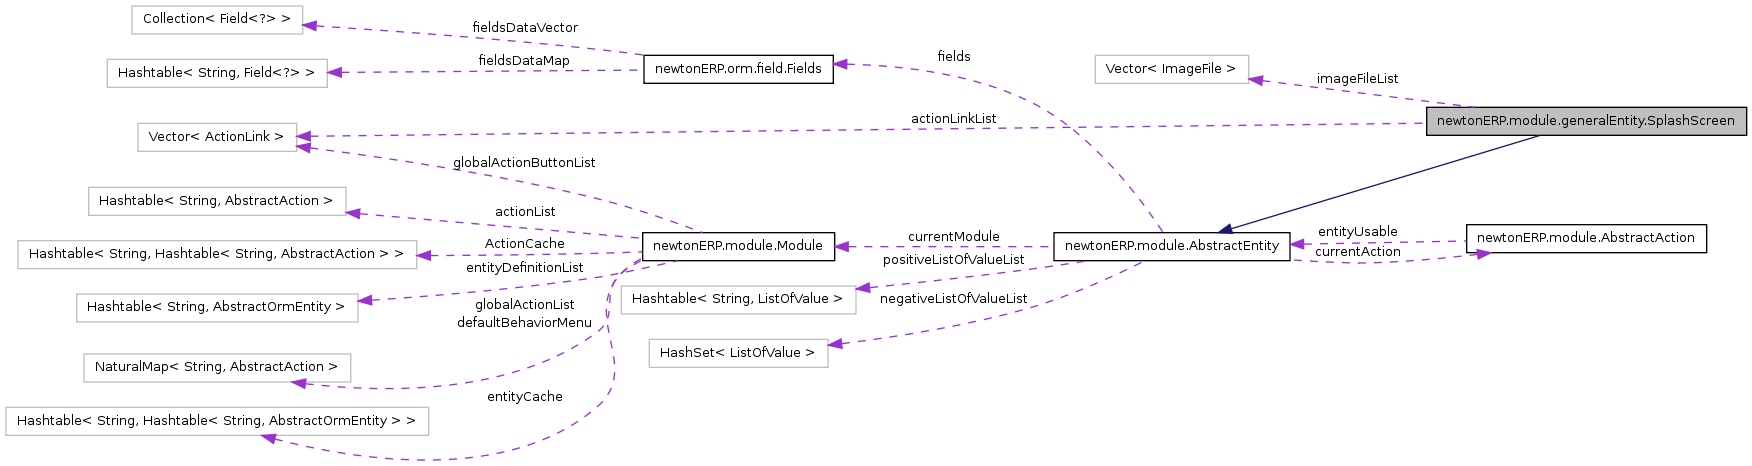 Collection< Field<?> >
fieldsDataVector
fieldsDataMap
Hashtable< String, Field<?> >
newtonERP.orm.field.Fields
fields
Vector< ImageFile >
imageFileList
actionLinkList
newtonERP.module.generalEntity.SplashScreen
Vector< ActionLink >
globalActionButtonList
Hashtable< String, AbstractAction >
actionList
ActionCache
Hashtable< String, Hashtable< String, AbstractAction > >
newtonERP.module.Module
currentModule
newtonERP.module.AbstractEntity
entityUsable
currentAction
newtonERP.module.AbstractAction
entityDefinitionList
positiveListOfValueList
Hashtable< String, AbstractOrmEntity >
globalActionList
defaultBehaviorMenu
Hashtable< String, ListOfValue >
negativeListOfValueList
HashSet< ListOfValue >
NaturalMap< String, AbstractAction >
entityCache
Hashtable< String, Hashtable< String, AbstractOrmEntity > >